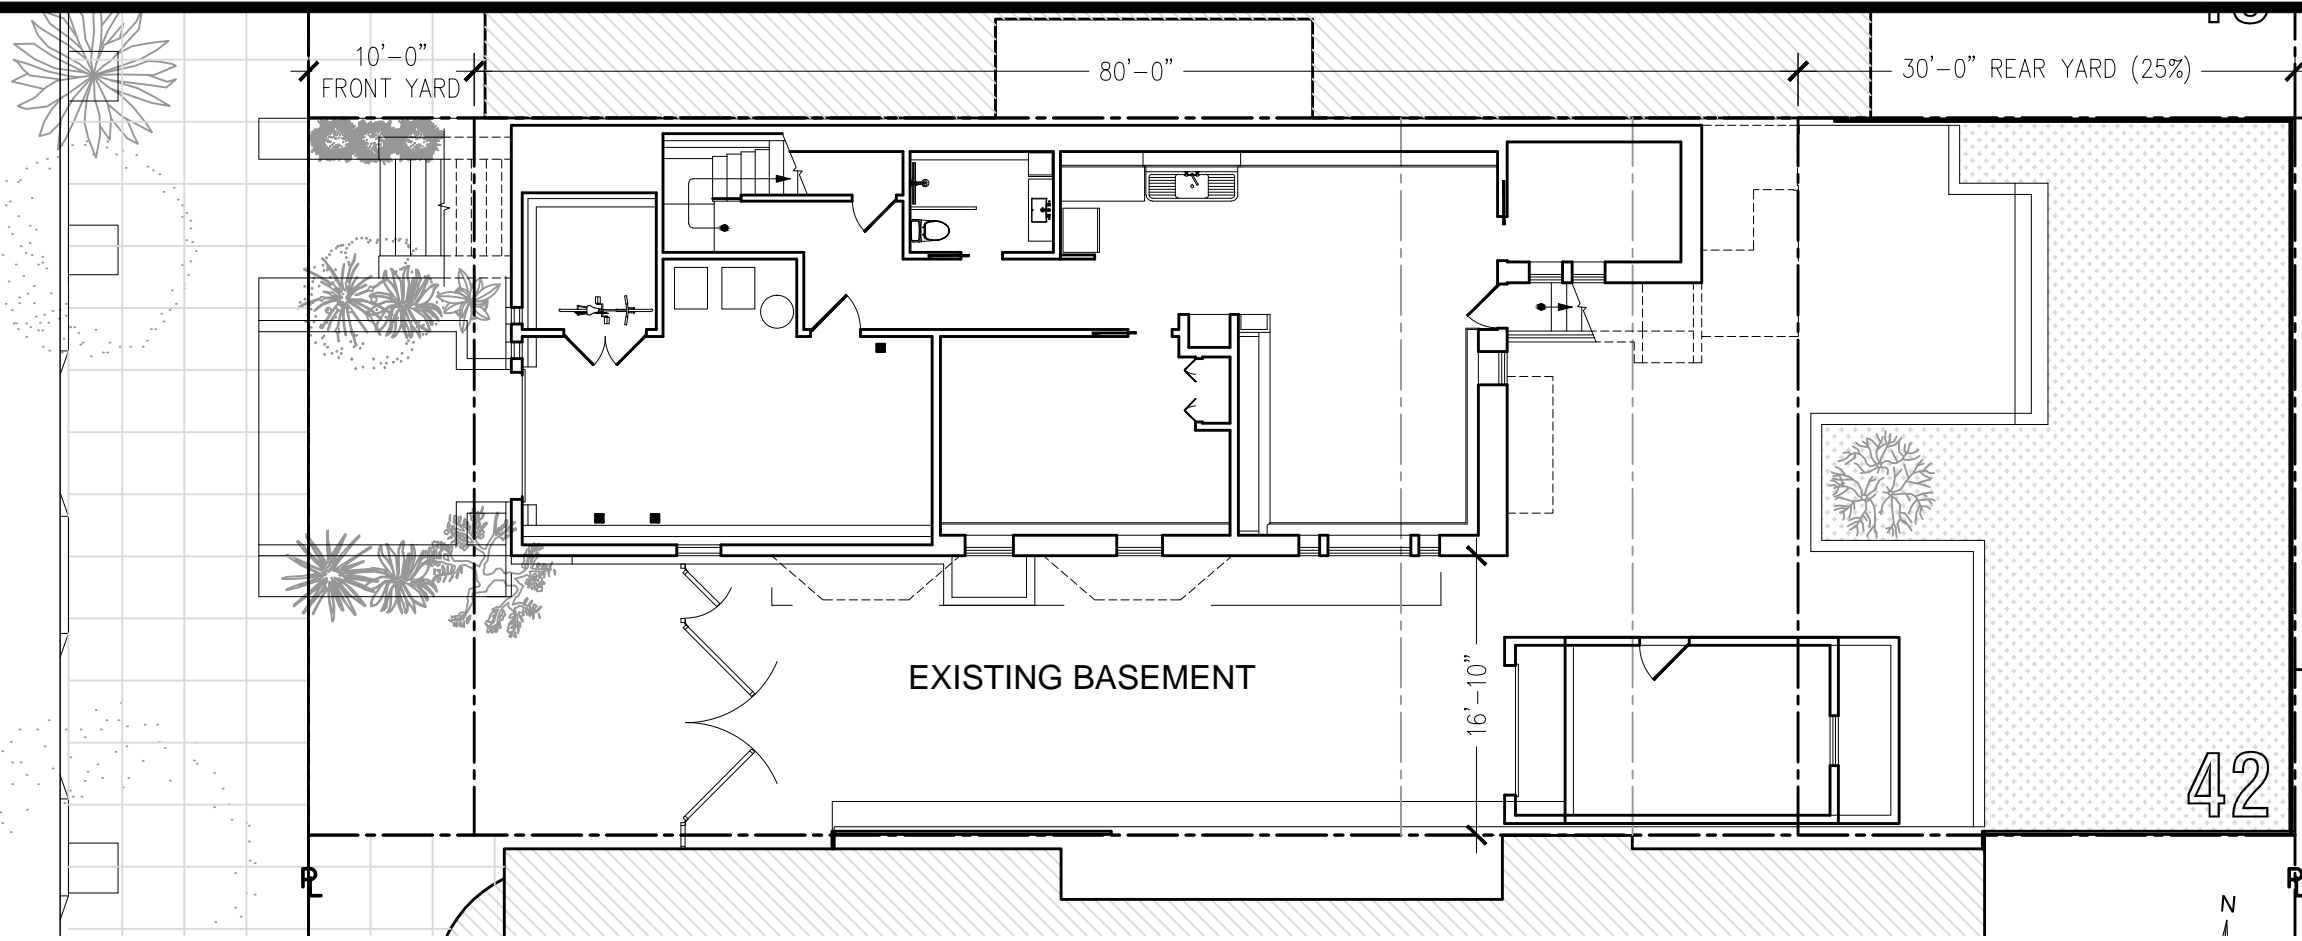 10'-0"
FRONT YARD
80'-0"
30'-0" REAR YARD (25%)
EXISTING BASEMENT
16'-10"
42
PL
PL
N